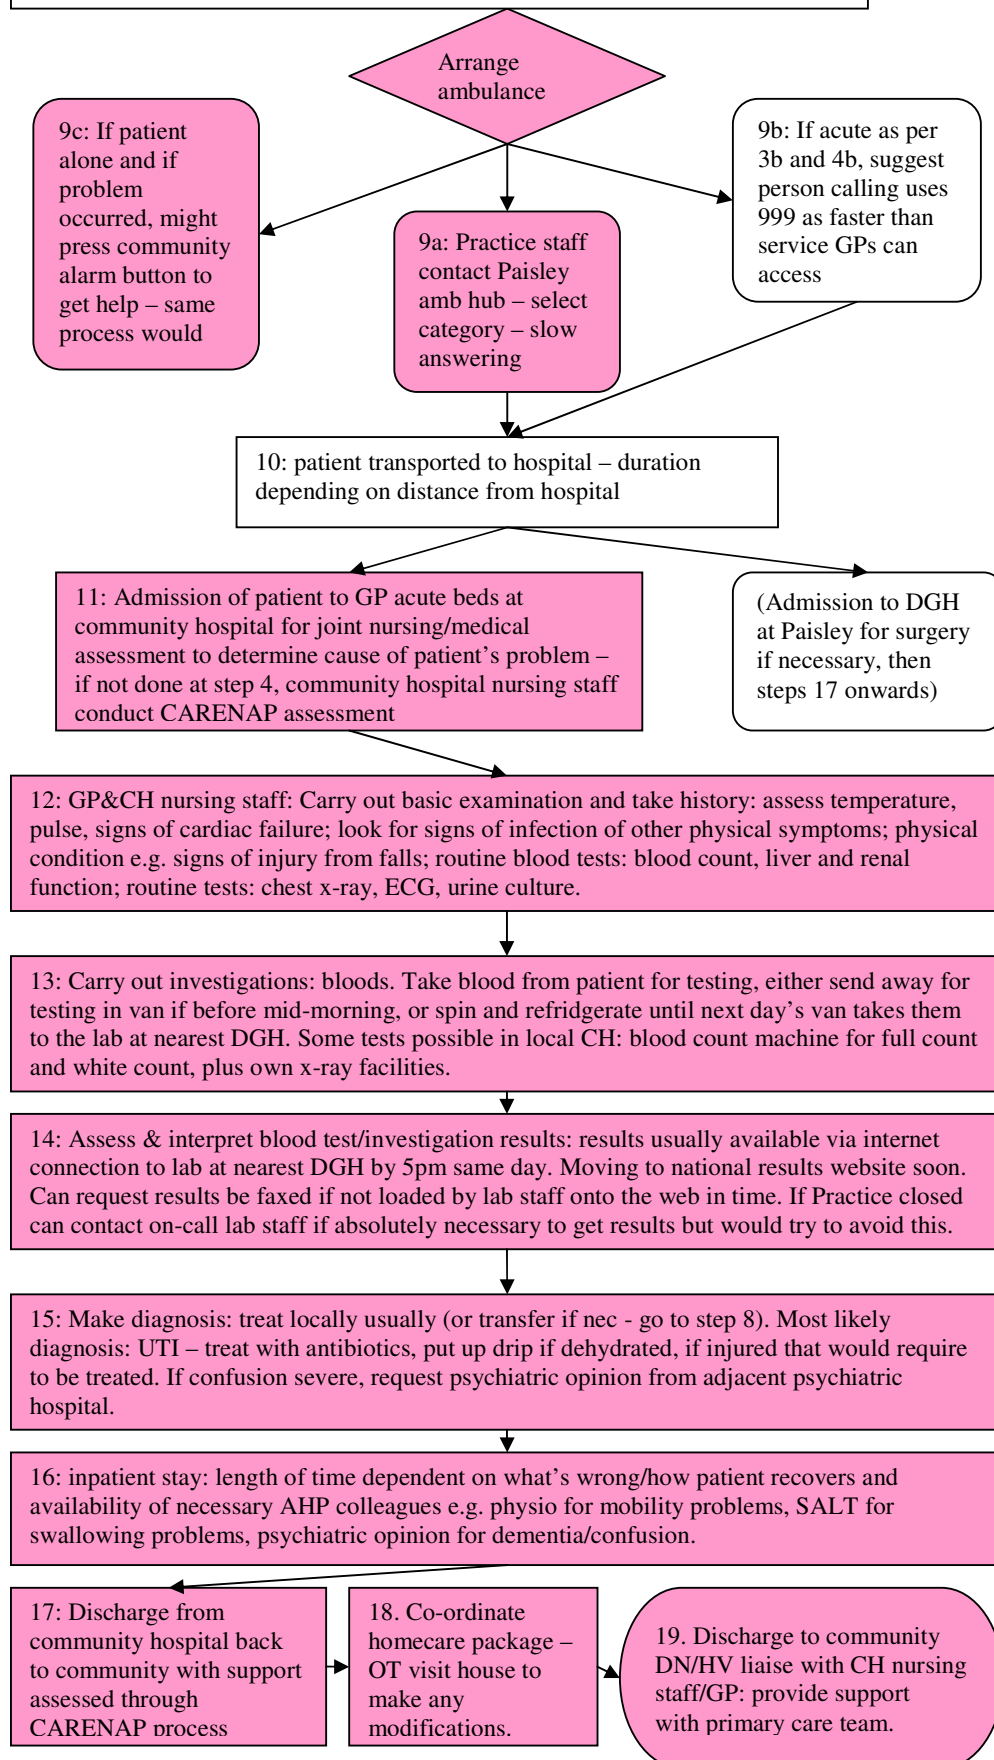 Arrange
ambulance
9c: If patient
alone and if
problem
occurred, might
press community
alarm button to
get help – same
process would
9a: Practice staff
contact Paisley
amb hub – select
category – slow
answering
9b: If acute as per
3b and 4b, suggest
person calling uses
999 as faster than
service GPs can
access
10: patient transported to hospital – duration
depending on distance from hospital
11: Admission of patient to GP acute beds at
community hospital for joint nursing/medical
assessment to determine cause of patient's problem –
if not done at step 4, community hospital nursing staff
conduct CARENAP assessment
(Admission to DGH
at Paisley for surgery
if necessary, then
steps 17 onwards)
12: GP&CH nursing staff: Carry out basic examination and take history: assess temperature,
pulse, signs of cardiac failure; look for signs of infection of other physical symptoms; physical
condition e.g. signs of injury from falls; routine blood tests: blood count, liver and renal
function; routine tests: chest x-ray, ECG, urine culture.
13: Carry out investigations: bloods. Take blood from patient for testing, either send away for
testing in van if before mid-morning, or spin and refridgerate until next day's van takes them
to the lab at nearest DGH. Some tests possible in local CH: blood count machine for full count
and white count, plus own x-ray facilities.
14: Assess & interpret blood test/investigation results: results usually available via internet
connection to lab at nearest DGH by 5pm same day. Moving to national results website soon.
Can request results be faxed if not loaded by lab staff onto the web in time. If Practice closed
can contact on-call lab staff if absolutely necessary to get results but would try to avoid this.
15: Make diagnosis: treat locally usually (or transfer if nec - go to step 8). Most likely
diagnosis: UTI – treat with antibiotics, put up drip if dehydrated, if injured that would require
to be treated. If confusion severe, request psychiatric opinion from adjacent psychiatric
hospital.
16: inpatient stay: length of time dependent on what's wrong/how patient recovers and
availability of necessary AHP colleagues e.g. physio for mobility problems, SALT for
swallowing problems, psychiatric opinion for dementia/confusion.
17: Discharge from
community hospital back
to community with support
assessed through
CARENAP process
18. Co-ordinate
homecare package –
OT visit house to
make any
modifications.
19. Discharge to community
DN/HV liaise with CH nursing
staff/GP: provide support
with primary care team.